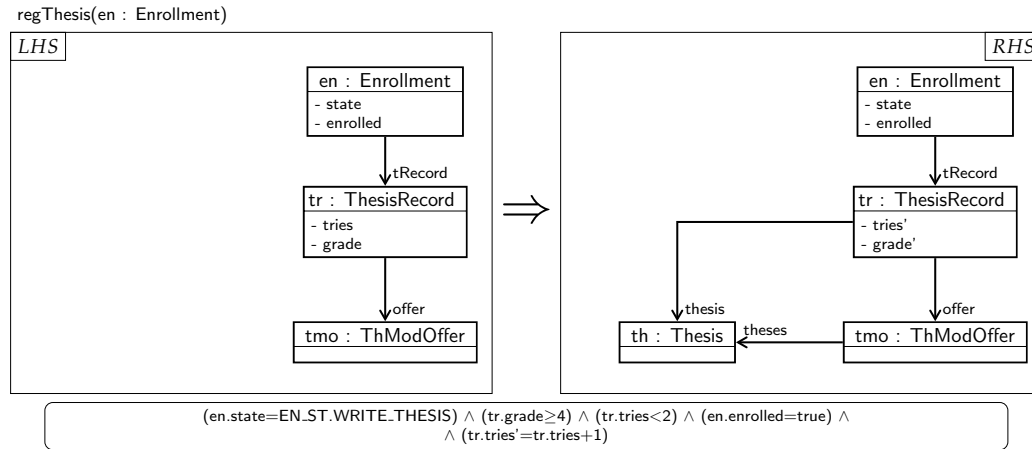 regThesis(en : Enrollment)
LHS
en : Enrollment
- state
- enrolled
tRecord
tr : ThesisRecord
- tries
- grade
offer
tmo : ThModOffer
⇒
RHS
en : Enrollment
- state
- enrolled
tRecord
tr : ThesisRecord
- tries'
- grade'
thesis
offer
th : Thesis
theses
tmo : ThModOffer
(en.state=EN_ST.WRITE_THESIS) ∧ (tr.grade≥4) ∧ (tr.tries<2) ∧ (en.enrolled=true) ∧
∧ (tr.tries'=tr.tries+1)